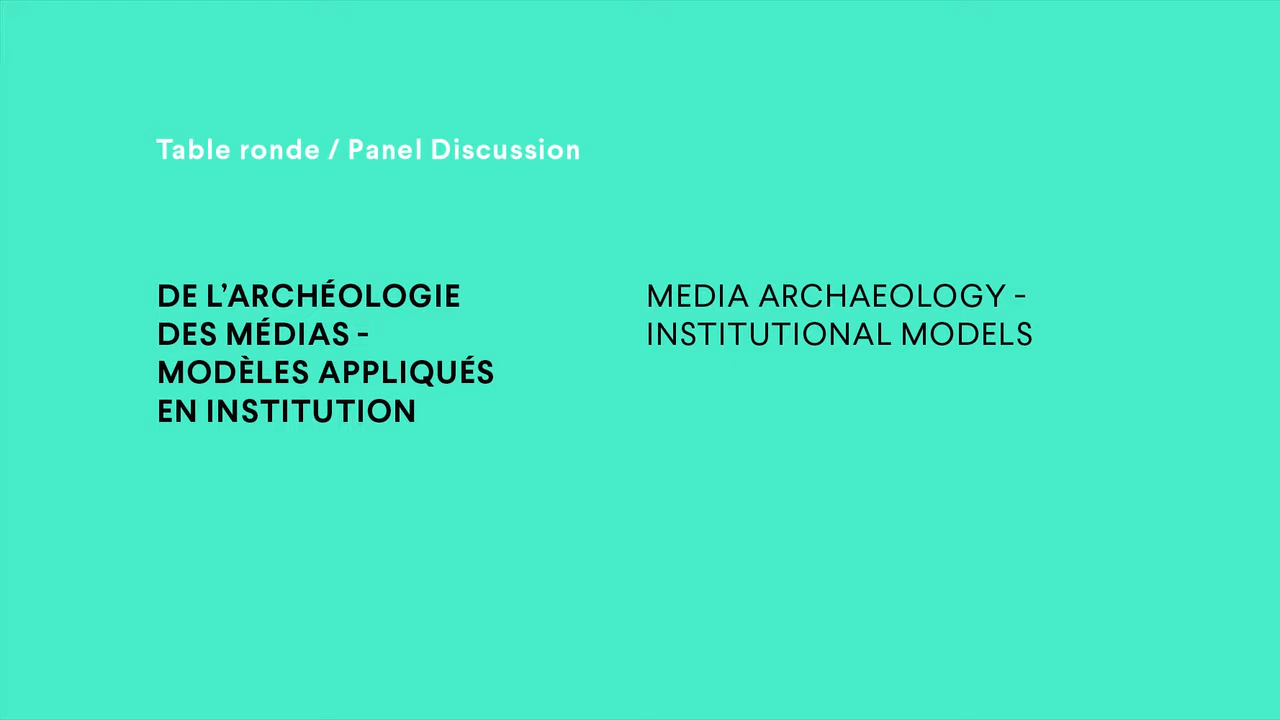 Table ronde / Panel Discussion
DE L’ARCHÉOLOGIE
DES MÉDIAS -
MODÈLES APPLIQUÉS
EN INSTITUTION
MEDIA ARCHAEOLOGY -
INSTITUTIONAL MODELS